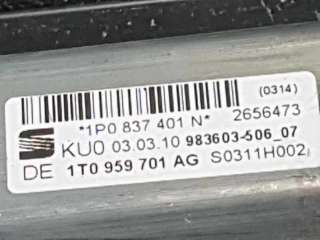 (0314)
*1P0 837 401 N* 2656473
KU0 03.03.10 983603-506_07
DE 1T0 959 701 AG S0311H002